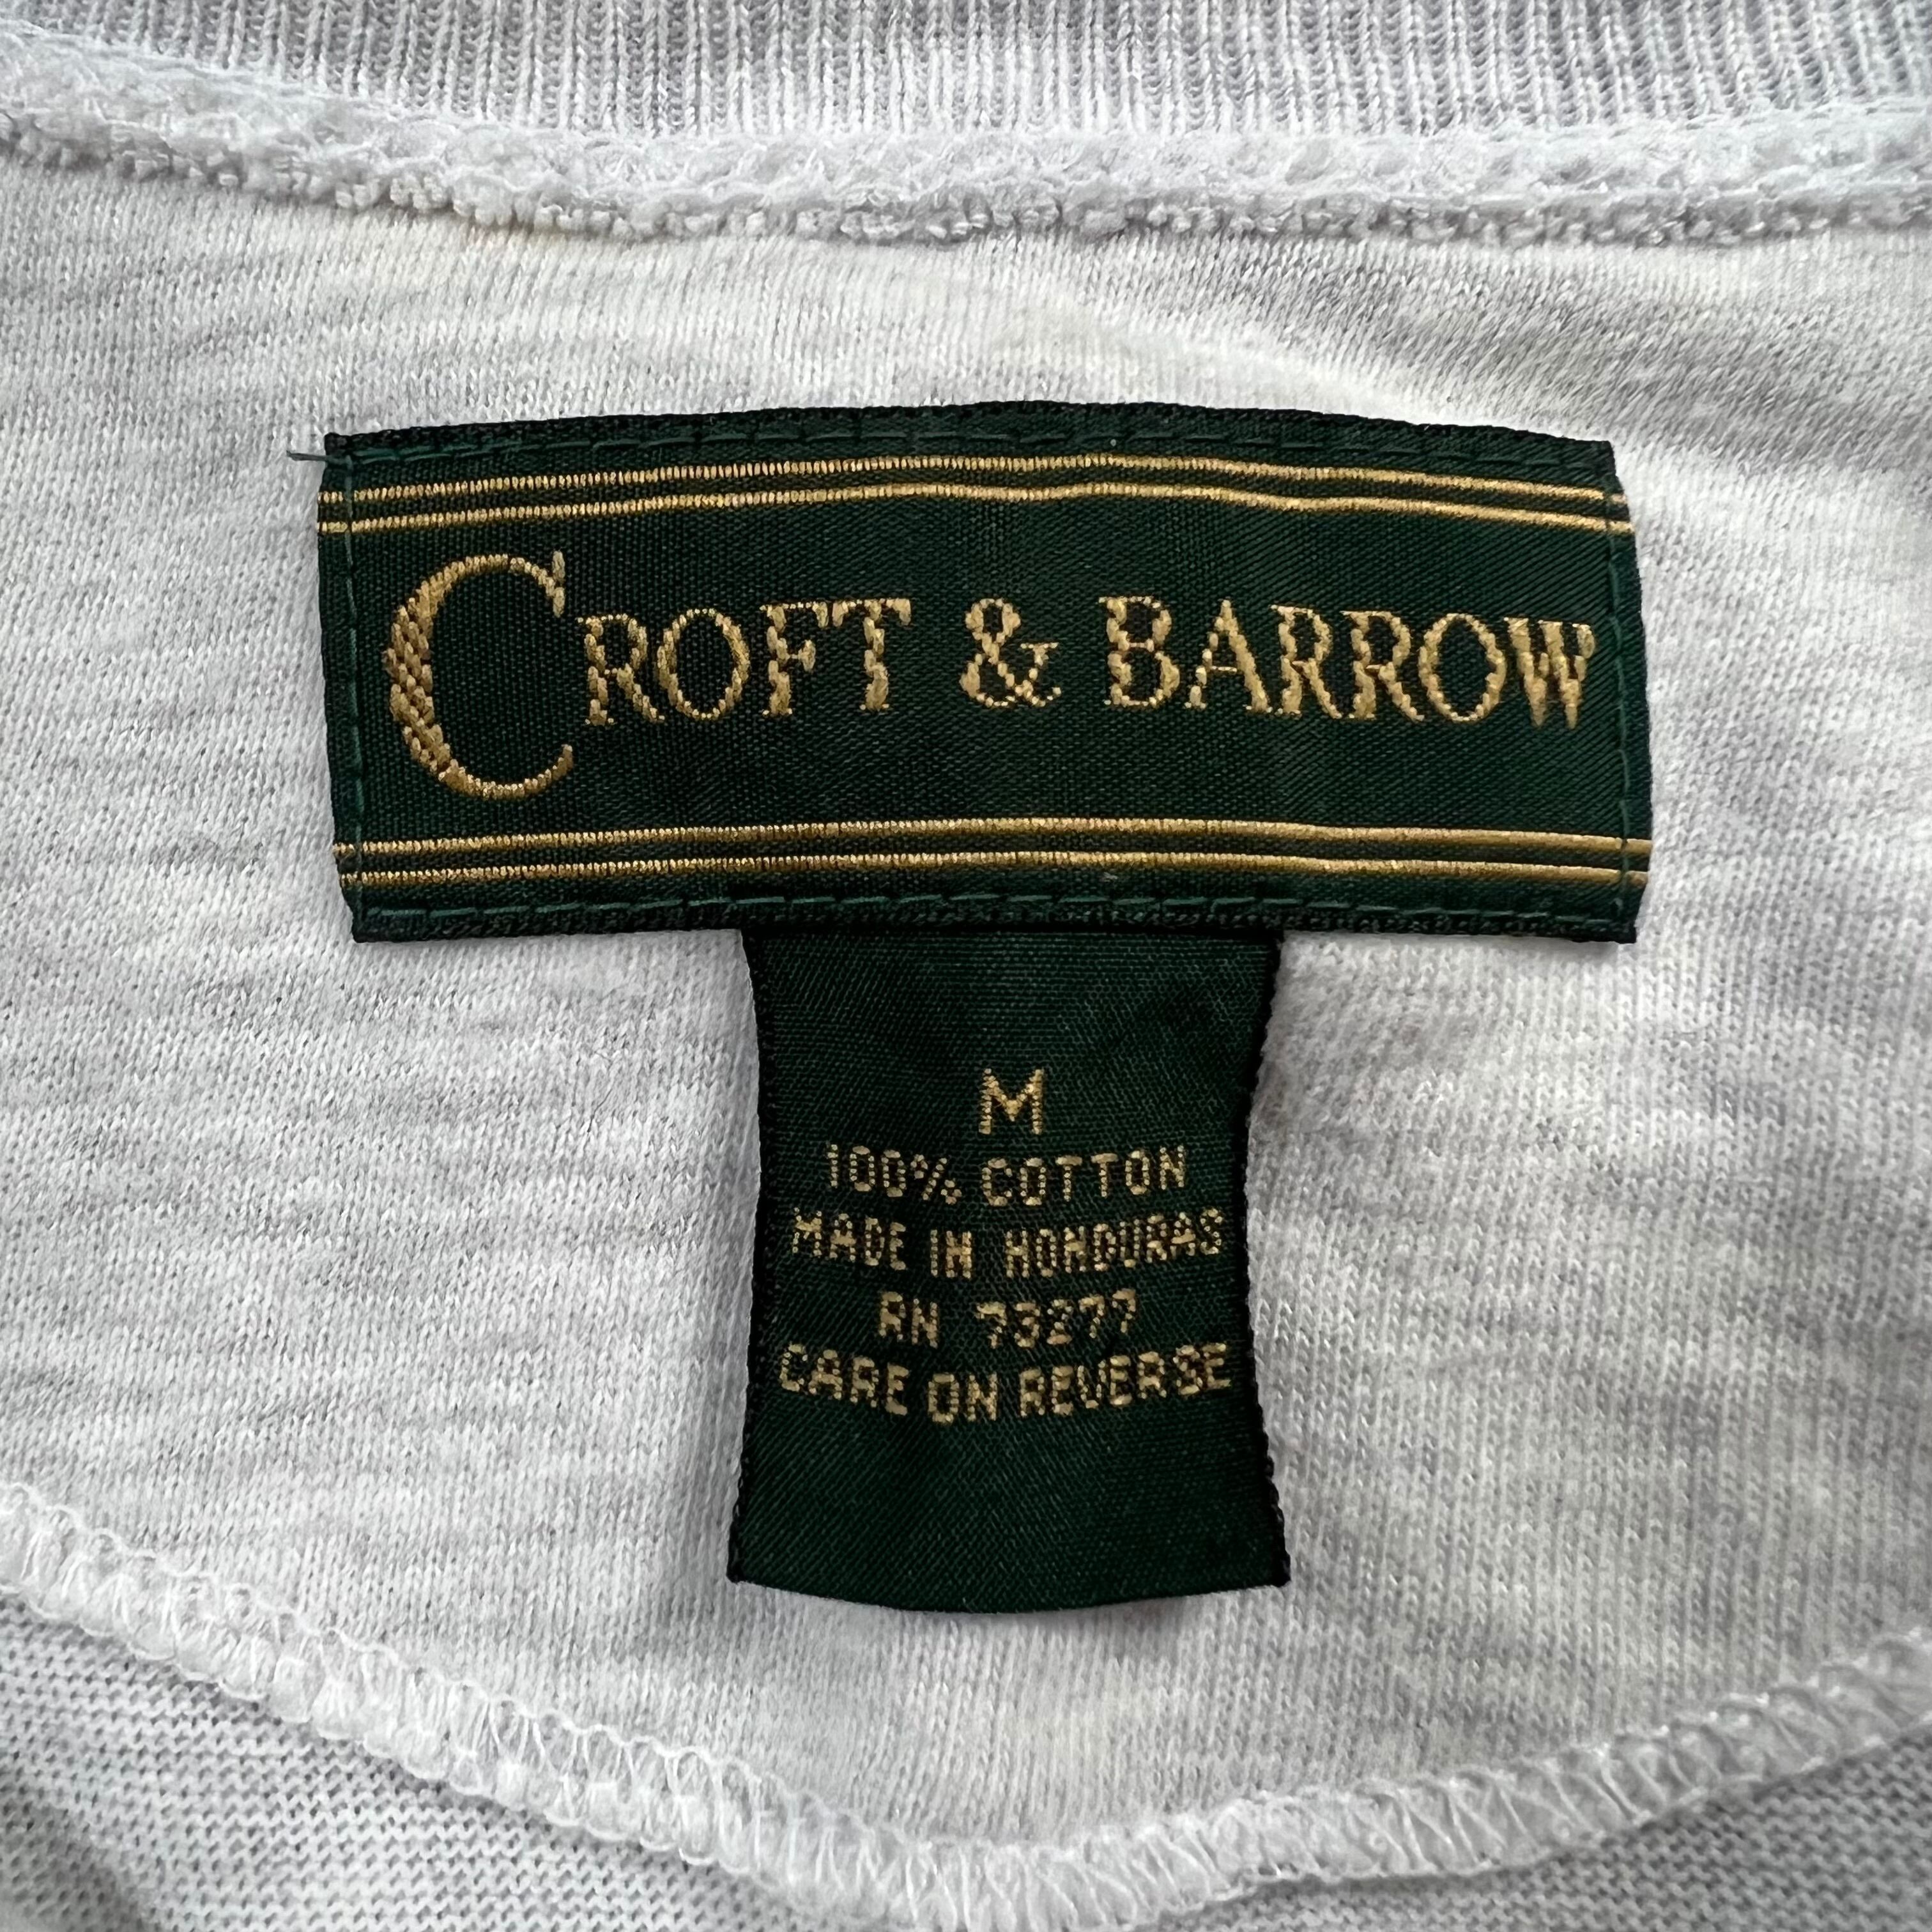 CROFT & BARROW
M
100% COTTON
MADE IN HONDURAS
RN 73277
CARE ON REVERSE